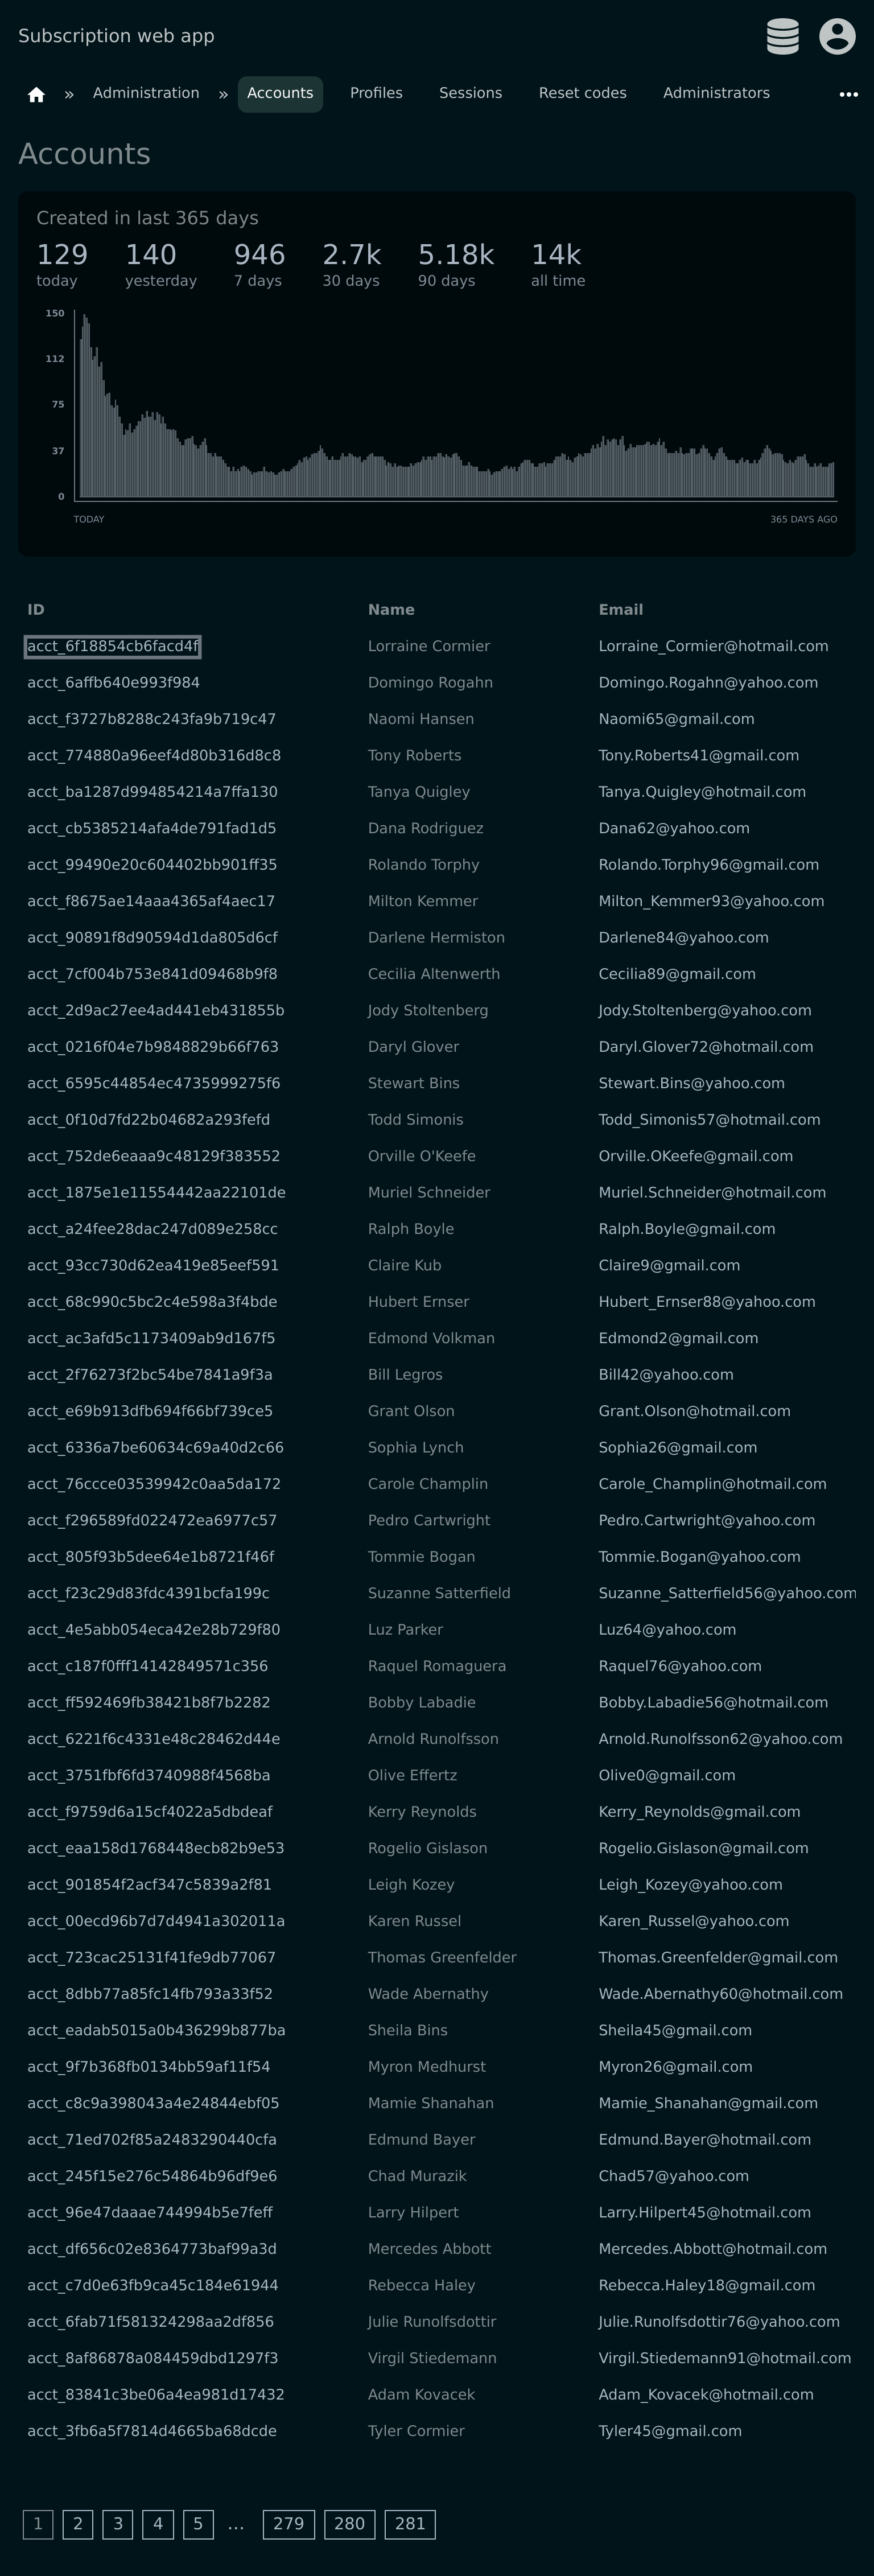 Subscription web app
» Administration » Accounts Profiles Sessions Reset codes Administrators •••
Accounts
Created in last 365 days
129 140 946 2.7k 5.18k 14k
today yesterday 7 days 30 days 90 days all time
150
112
75
37
0
TODAY 365 DAYS AGO
ID Name Email
acct_6f18854cb6facd4f Lorraine Cormier Lorraine_Cormier@hotmail.com
acct_6affb640e993f984 Domingo Rogahn Domingo.Rogahn@yahoo.com
acct_f3727b8288c243fa9b719c47 Naomi Hansen Naomi65@gmail.com
acct_774880a96eef4d80b316d8c8 Tony Roberts Tony.Roberts41@gmail.com
acct_ba1287d994854214a7ffa130 Tanya Quigley Tanya.Quigley@hotmail.com
acct_cb5385214afa4de791fad1d5 Dana Rodriguez Dana62@yahoo.com
acct_99490e20c604402bb901ff35 Rolando Torphy Rolando.Torphy96@gmail.com
acct_f8675ae14aaa4365af4aec17 Milton Kemmer Milton_Kemmer93@yahoo.com
acct_90891f8d90594d1da805d6cf Darlene Hermiston Darlene84@yahoo.com
acct_7cf004b753e841d09468b9f8 Cecilia Altenwerth Cecilia89@gmail.com
acct_2d9ac27ee4ad441eb431855b Jody Stoltenberg Jody.Stoltenberg@yahoo.com
acct_0216f04e7b9848829b66f763 Daryl Glover Daryl.Glover72@hotmail.com
acct_6595c44854ec4735999275f6 Stewart Bins Stewart.Bins@yahoo.com
acct_0f10d7fd22b04682a293fefd Todd Simonis Todd_Simonis57@hotmail.com
acct_752de6eaaa9c48129f383552 Orville O'Keefe Orville.OKeefe@gmail.com
acct_1875e1e11554442aa22101de Muriel Schneider Muriel.Schneider@hotmail.com
acct_a24fee28dac247d089e258cc Ralph Boyle Ralph.Boyle@gmail.com
acct_93cc730d62ea419e85eef591 Claire Kub Claire9@gmail.com
acct_68c990c5bc2c4e598a3f4bde Hubert Ernser Hubert_Ernser88@yahoo.com
acct_ac3afd5c1173409ab9d167f5 Edmond Volkman Edmond2@gmail.com
acct_2f76273f2bc54be7841a9f3a Bill Legros Bill42@yahoo.com
acct_e69b913dfb694f66bf739ce5 Grant Olson Grant.Olson@hotmail.com
acct_6336a7be60634c69a40d2c66 Sophia Lynch Sophia26@gmail.com
acct_76ccce03539942c0aa5da172 Carole Champlin Carole_Champlin@hotmail.com
acct_f296589fd022472ea6977c57 Pedro Cartwright Pedro.Cartwright@yahoo.com
acct_805f93b5dee64e1b8721f46f Tommie Bogan Tommie.Bogan@yahoo.com
acct_f23c29d83fdc4391bcfa199c Suzanne Satterfield Suzanne_Satterfield56@yahoo.com
acct_4e5abb054eca42e28b729f80 Luz Parker Luz64@yahoo.com
acct_c187f0fff14142849571c356 Raquel Romaguera Raquel76@yahoo.com
acct_ff592469fb38421b8f7b2282 Bobby Labadie Bobby.Labadie56@hotmail.com
acct_6221f6c4331e48c28462d44e Arnold Runolfsson Arnold.Runolfsson62@yahoo.com
acct_3751fbf6fd3740988f4568ba Olive Effertz Olive0@gmail.com
acct_f9759d6a15cf4022a5dbdeaf Kerry Reynolds Kerry_Reynolds@gmail.com
acct_eaa158d1768448ecb82b9e53 Rogelio Gislason Rogelio.Gislason@gmail.com
acct_901854f2acf347c5839a2f81 Leigh Kozey Leigh_Kozey@yahoo.com
acct_00ecd96b7d7d4941a302011a Karen Russel Karen_Russel@yahoo.com
acct_723cac25131f41fe9db77067 Thomas Greenfelder Thomas.Greenfelder@gmail.com
acct_8dbb77a85fc14fb793a33f52 Wade Abernathy Wade.Abernathy60@hotmail.com
acct_eadab5015a0b436299b877ba Sheila Bins Sheila45@gmail.com
acct_9f7b368fb0134bb59af11f54 Myron Medhurst Myron26@gmail.com
acct_c8c9a398043a4e24844ebf05 Mamie Shanahan Mamie_Shanahan@gmail.com
acct_71ed702f85a2483290440cfa Edmund Bayer Edmund.Bayer@hotmail.com
acct_245f15e276c54864b96df9e6 Chad Murazik Chad57@yahoo.com
acct_96e47daaae744994b5e7feff Larry Hilpert Larry.Hilpert45@hotmail.com
acct_df656c02e8364773baf99a3d Mercedes Abbott Mercedes.Abbott@hotmail.com
acct_c7d0e63fb9ca45c184e61944 Rebecca Haley Rebecca.Haley18@gmail.com
acct_6fab71f581324298aa2df856 Julie Runolfsdottir Julie.Runolfsdottir76@yahoo.com
acct_8af86878a084459dbd1297f3 Virgil Stiedemann Virgil.Stiedemann91@hotmail.com
acct_83841c3be06a4ea981d17432 Adam Kovacek Adam_Kovacek@hotmail.com
acct_3fb6a5f7814d4665ba68dcde Tyler Cormier Tyler45@gmail.com
1 2 3 4 5 … 279 280 281